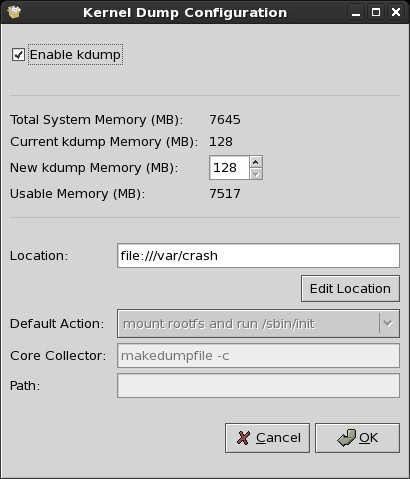 Kernel Dump Configuration
Enable kdump
Total System Memory (MB): 7645
Current kdump Memory (MB): 128
New kdump Memory (MB): 128
Usable Memory (MB): 7517
Location: file:///var/crash
Edit Location
Default Action: mount rootfs and run /sbin/init
Core Collector: makedumpfile -c
Path:
Cancel OK